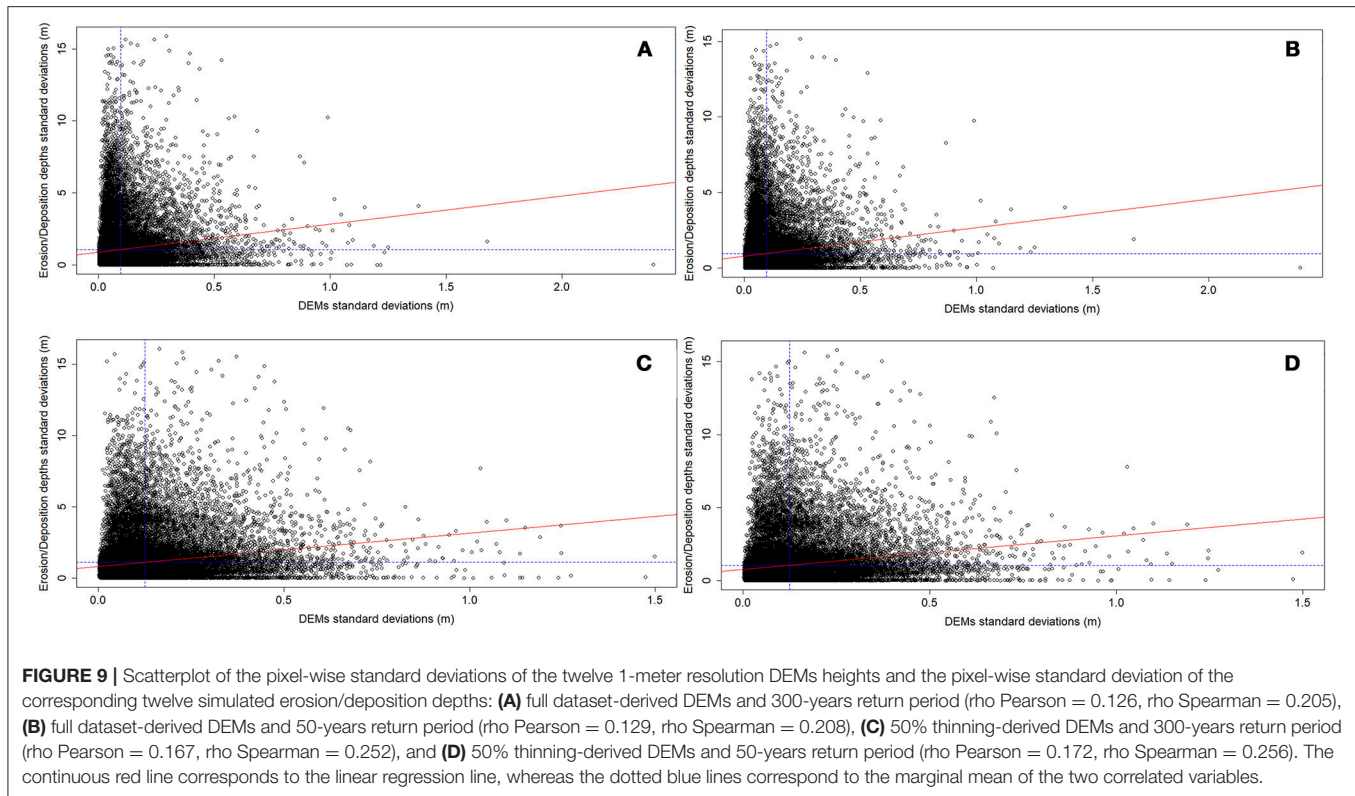 A
Erosion/Deposition depths standard deviations (m)
15
10
5
0
0.0 0.5 1.0 1.5 2.0
DEMs standard deviations (m)
B
Erosion/Deposition depths standard deviations (m)
15
10
5
0
0.0 0.5 1.0 1.5 2.0
DEMs standard deviations (m)
C
Erosion/Deposition depths standard deviations (m)
15
10
5
0
0.0 0.5 1.0 1.5
DEMs standard deviations (m)
D
Erosion/Deposition depths standard deviations (m)
15
10
5
0
0.0 0.5 1.0 1.5
DEMs standard deviations (m)
FIGURE 9 | Scatterplot of the pixel-wise standard deviations of the twelve 1-meter resolution DEMs heights and the pixel-wise standard deviation of the
corresponding twelve simulated erosion/deposition depths: (A) full dataset-derived DEMs and 300-years return period (rho Pearson = 0.126, rho Spearman = 0.205),
(B) full dataset-derived DEMs and 50-years return period (rho Pearson = 0.129, rho Spearman = 0.208), (C) 50% thinning-derived DEMs and 300-years return period
(rho Pearson = 0.167, rho Spearman = 0.252), and (D) 50% thinning-derived DEMs and 50-years return period (rho Pearson = 0.172, rho Spearman = 0.256). The
continuous red line corresponds to the linear regression line, whereas the dotted blue lines correspond to the marginal mean of the two correlated variables.